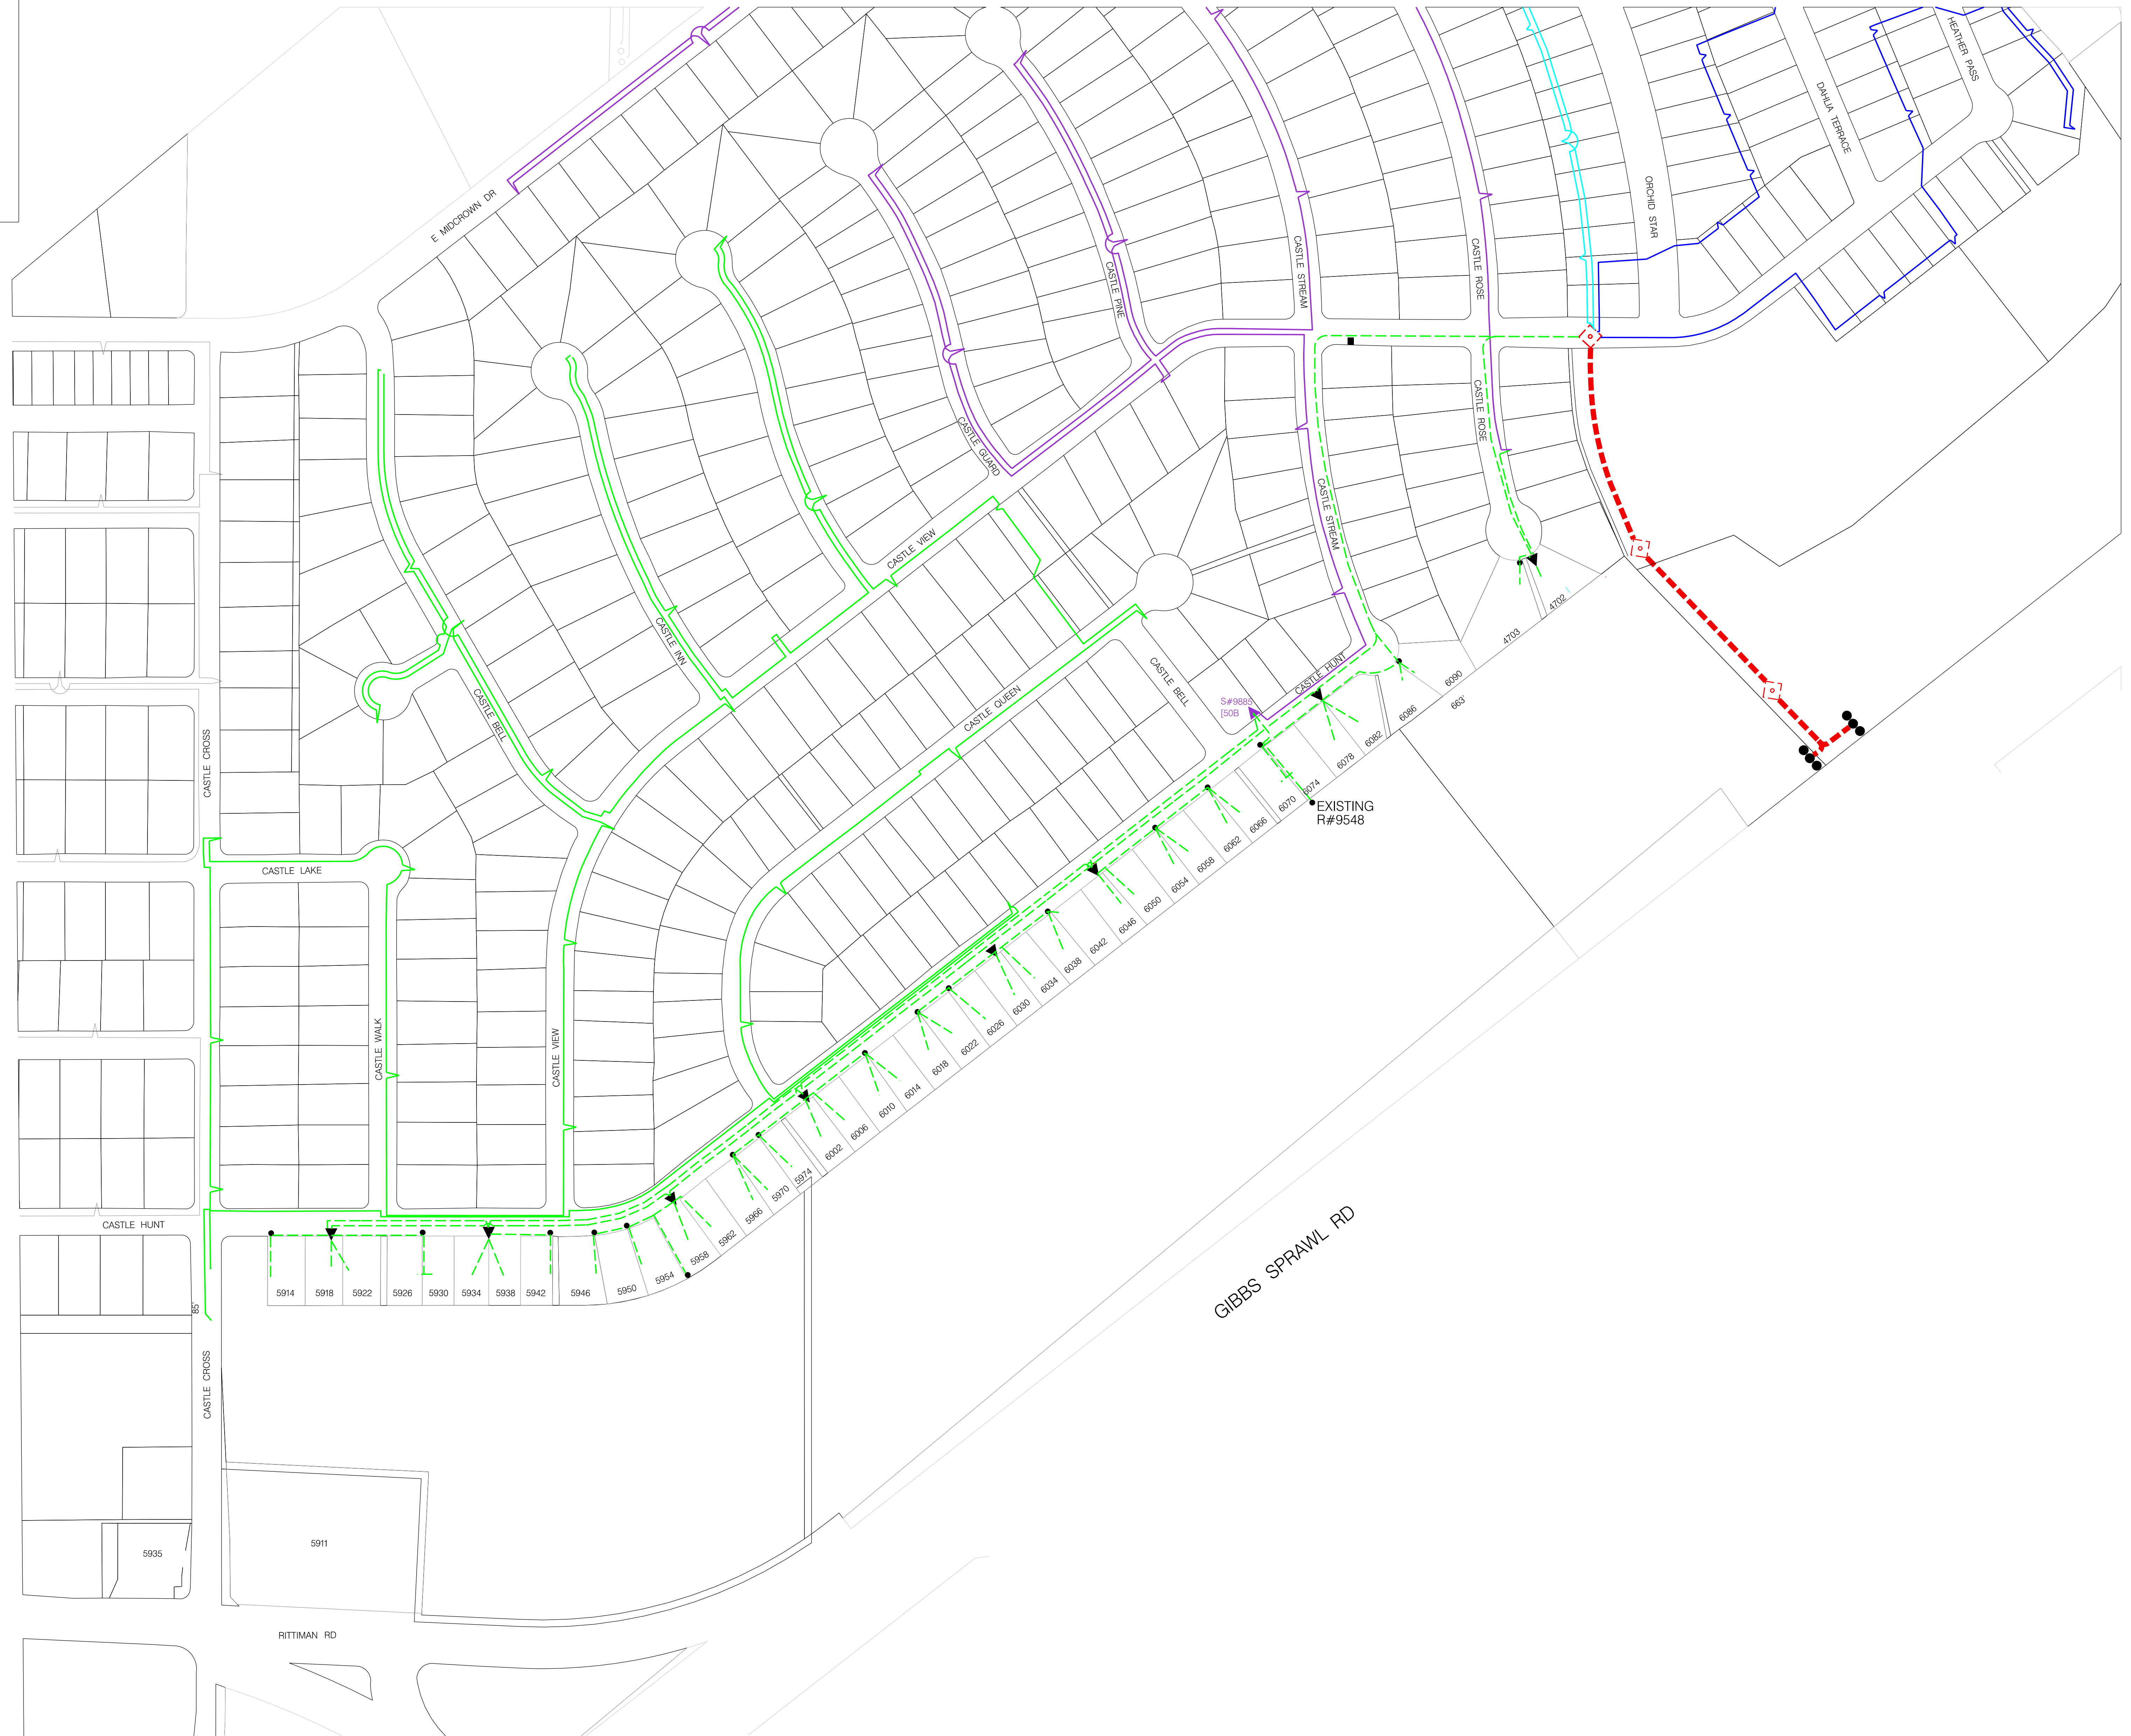 HEATHER PASS
DAHLIA TERRACE
ORCHID STAR
E MIDCROWN DR
CASTLE STREAM
CASTLE ROSE
CASTLE PINE
CASTLE ROSE
CASTLE GUARD
CASTLE STREAM
CASTLE VIEW
CASTLE INN
CASTLE HUNT
CASTLE BELL
CASTLE QUEEN
CASTLE BELL
CASTLE CROSS
S#9885
[50B
4702
4703
6090
663'
6086
6082
6078
6074
6070
EXISTING
R#9548
6066
6062
6058
6054
6050
6046
6042
6038
6034
6030
6026
6022
6018
6014
6010
6006
6002
5974
5970
5966
5962
5958
5954
5950
5946
5942
5938
5934
5930
5926
5922
5918
5914
CASTLE LAKE
CASTLE WALK
CASTLE VIEW
CASTLE HUNT
85'
CASTLE CROSS
GIBBS SPRAWL RD
5911
5935
RITTIMAN RD